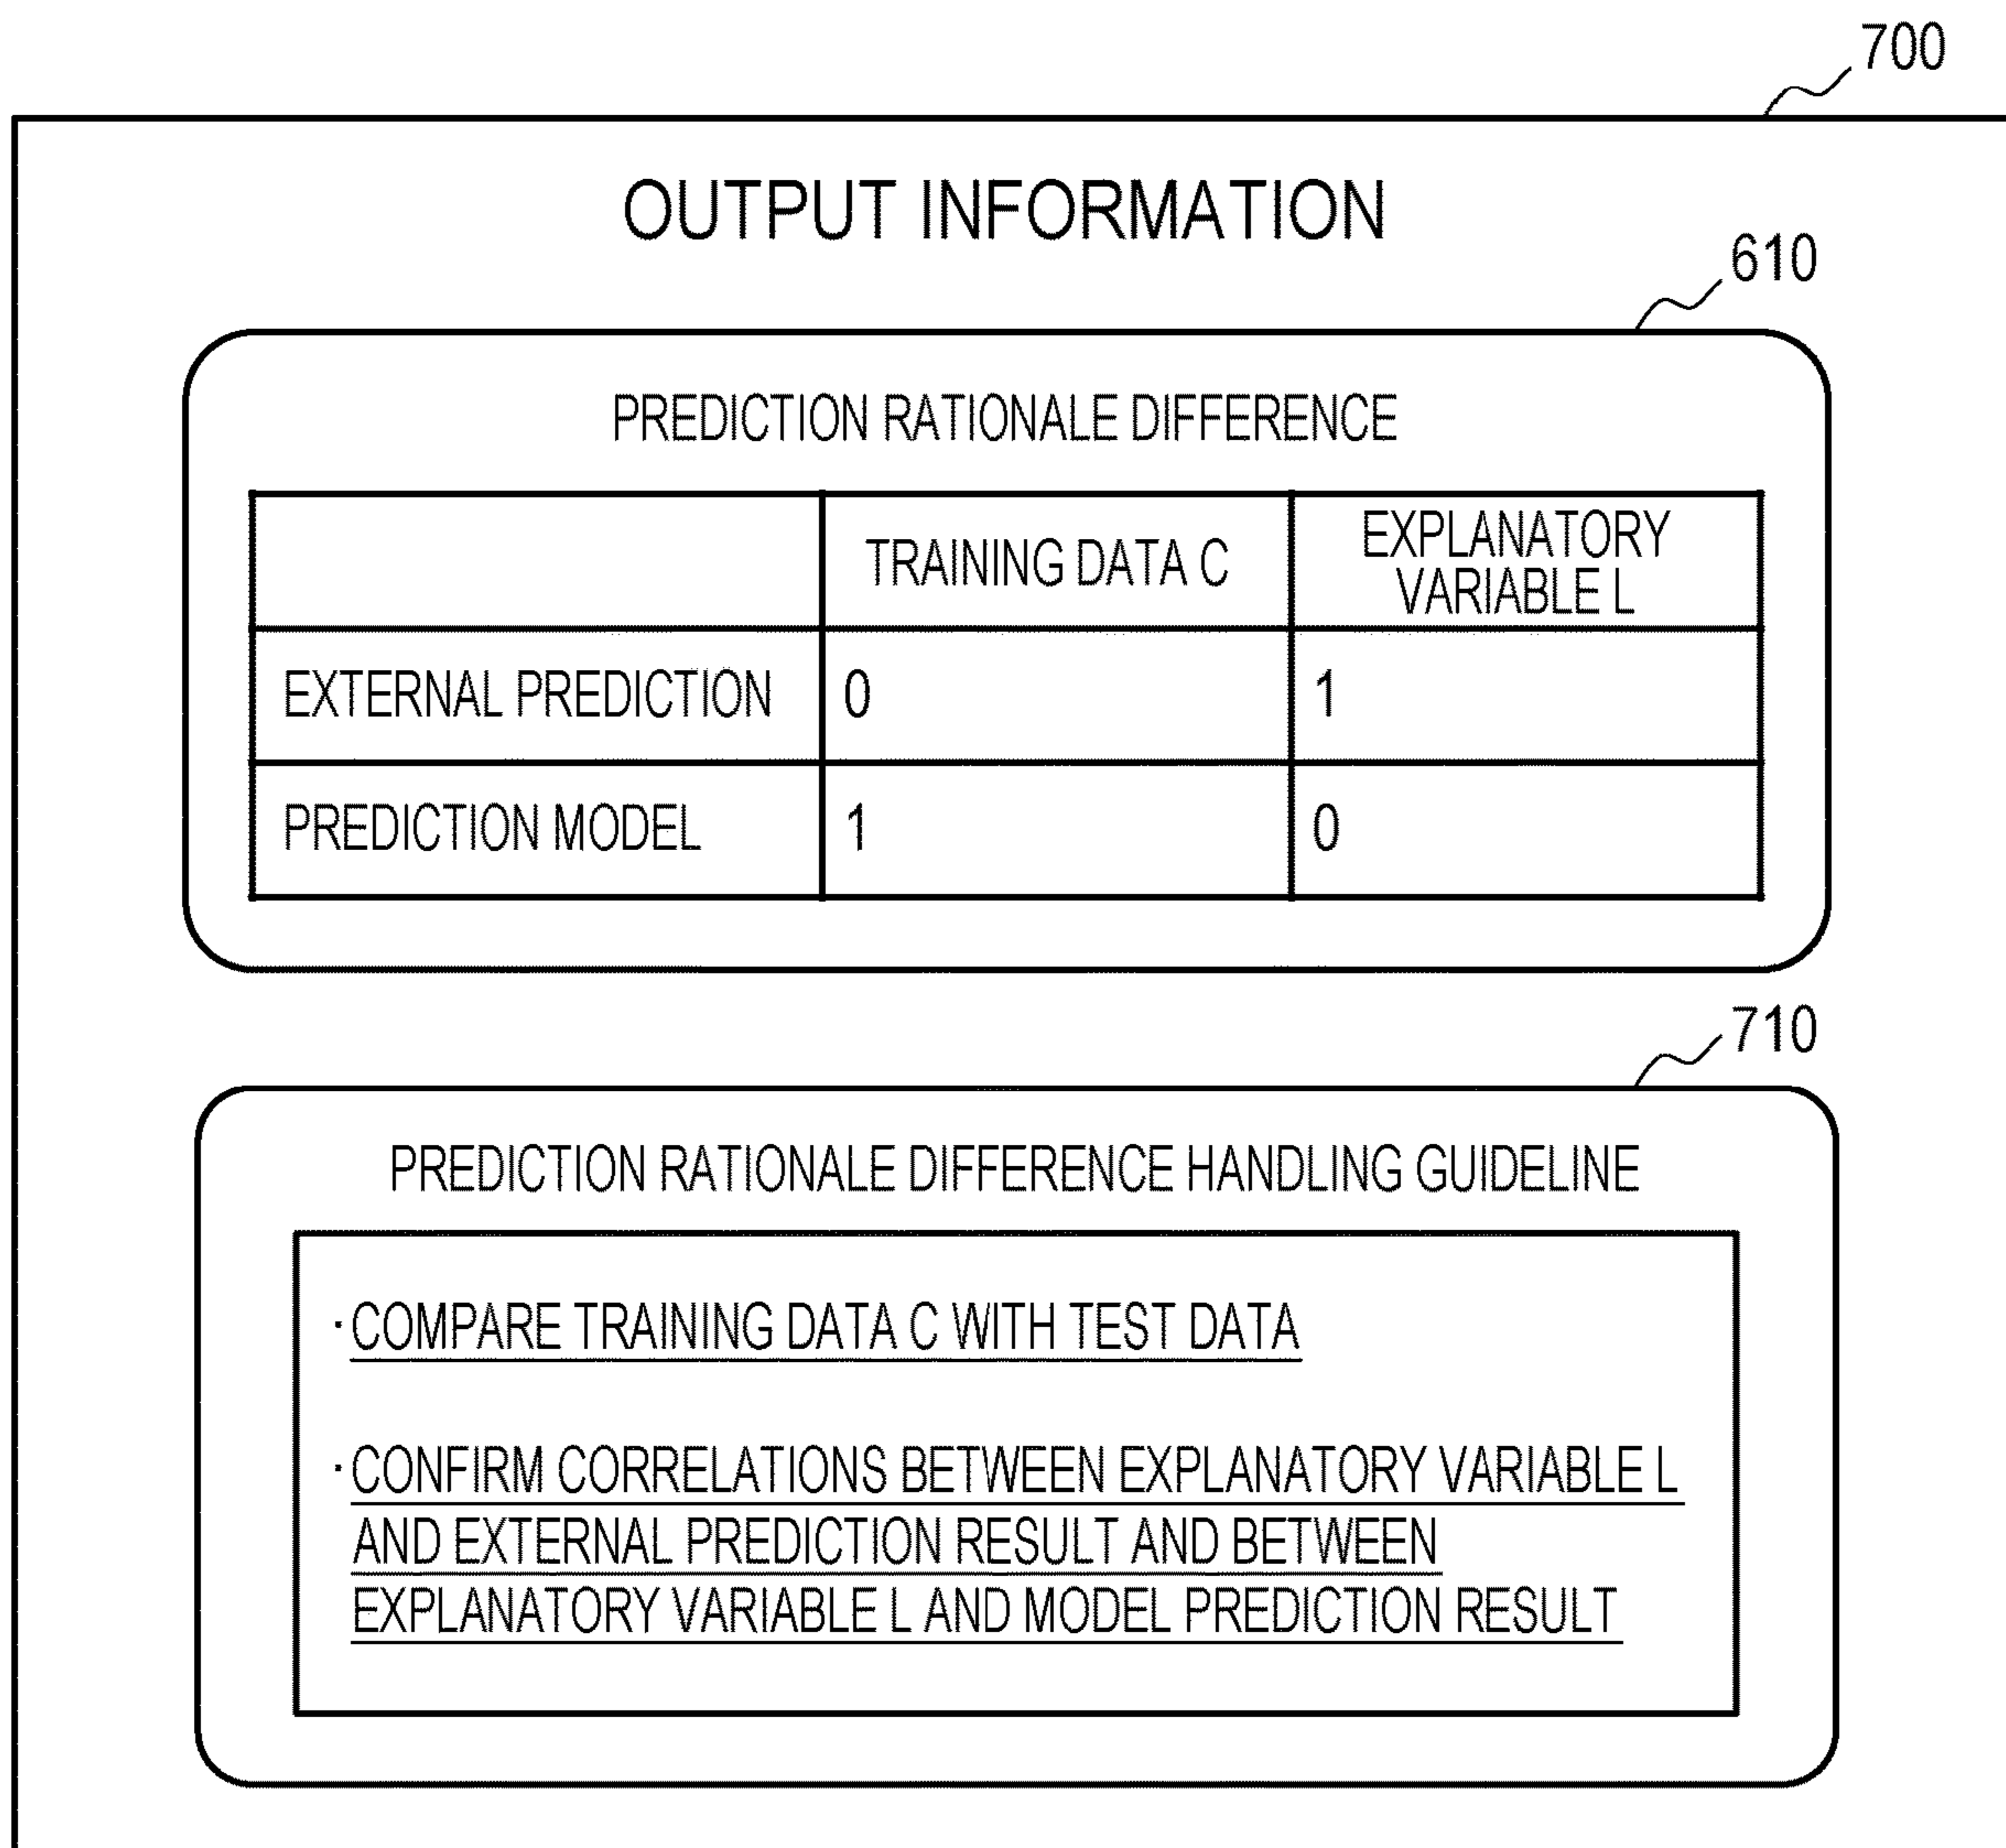 700
OUTPUT INFORMATION
610
PREDICTION RATIONALE DIFFERENCE
TRAINING DATA C
EXPLANATORY
VARIABLE L
EXTERNAL PREDICTION 0 1
PREDICTION MODEL 1 0
710
PREDICTION RATIONALE DIFFERENCE HANDLING GUIDELINE
·COMPARE TRAINING DATA C WITH TEST DATA
·CONFIRM CORRELATIONS BETWEEN EXPLANATORY VARIABLE L
AND EXTERNAL PREDICTION RESULT AND BETWEEN
EXPLANATORY VARIABLE L AND MODEL PREDICTION RESULT